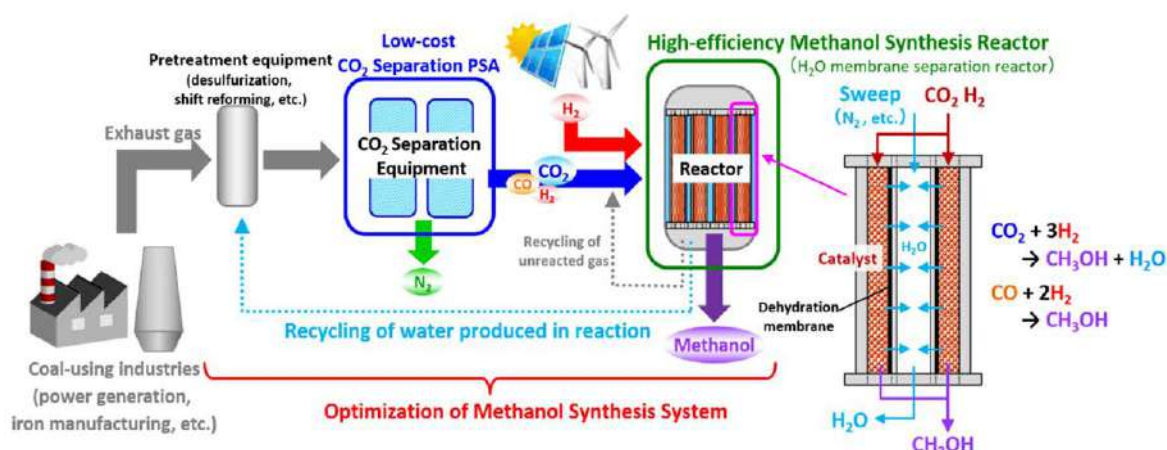 Pretreatment equipment
(desulfurization,
shift reforming, etc.)
Exhaust gas
Coal-using industries
(power generation,
iron manufacturing, etc.)
Low-cost
CO₂ Separation PSA
CO₂ Separation
Equipment
N₂
H₂
CO
CO₂
H₂
Recycling of
unreacted gas
Recycling of water produced in reaction
High-efficiency Methanol Synthesis Reactor
(H₂O membrane separation reactor)
Reactor
Methanol
Optimization of Methanol Synthesis System
Sweep
(N₂, etc.)
CO₂ H₂
H₂O
Catalyst
Dehydration
membrane
H₂O
CH₃OH
CO₂ + 3H₂
→ CH₃OH + H₂O
CO + 2H₂
→ CH₃OH